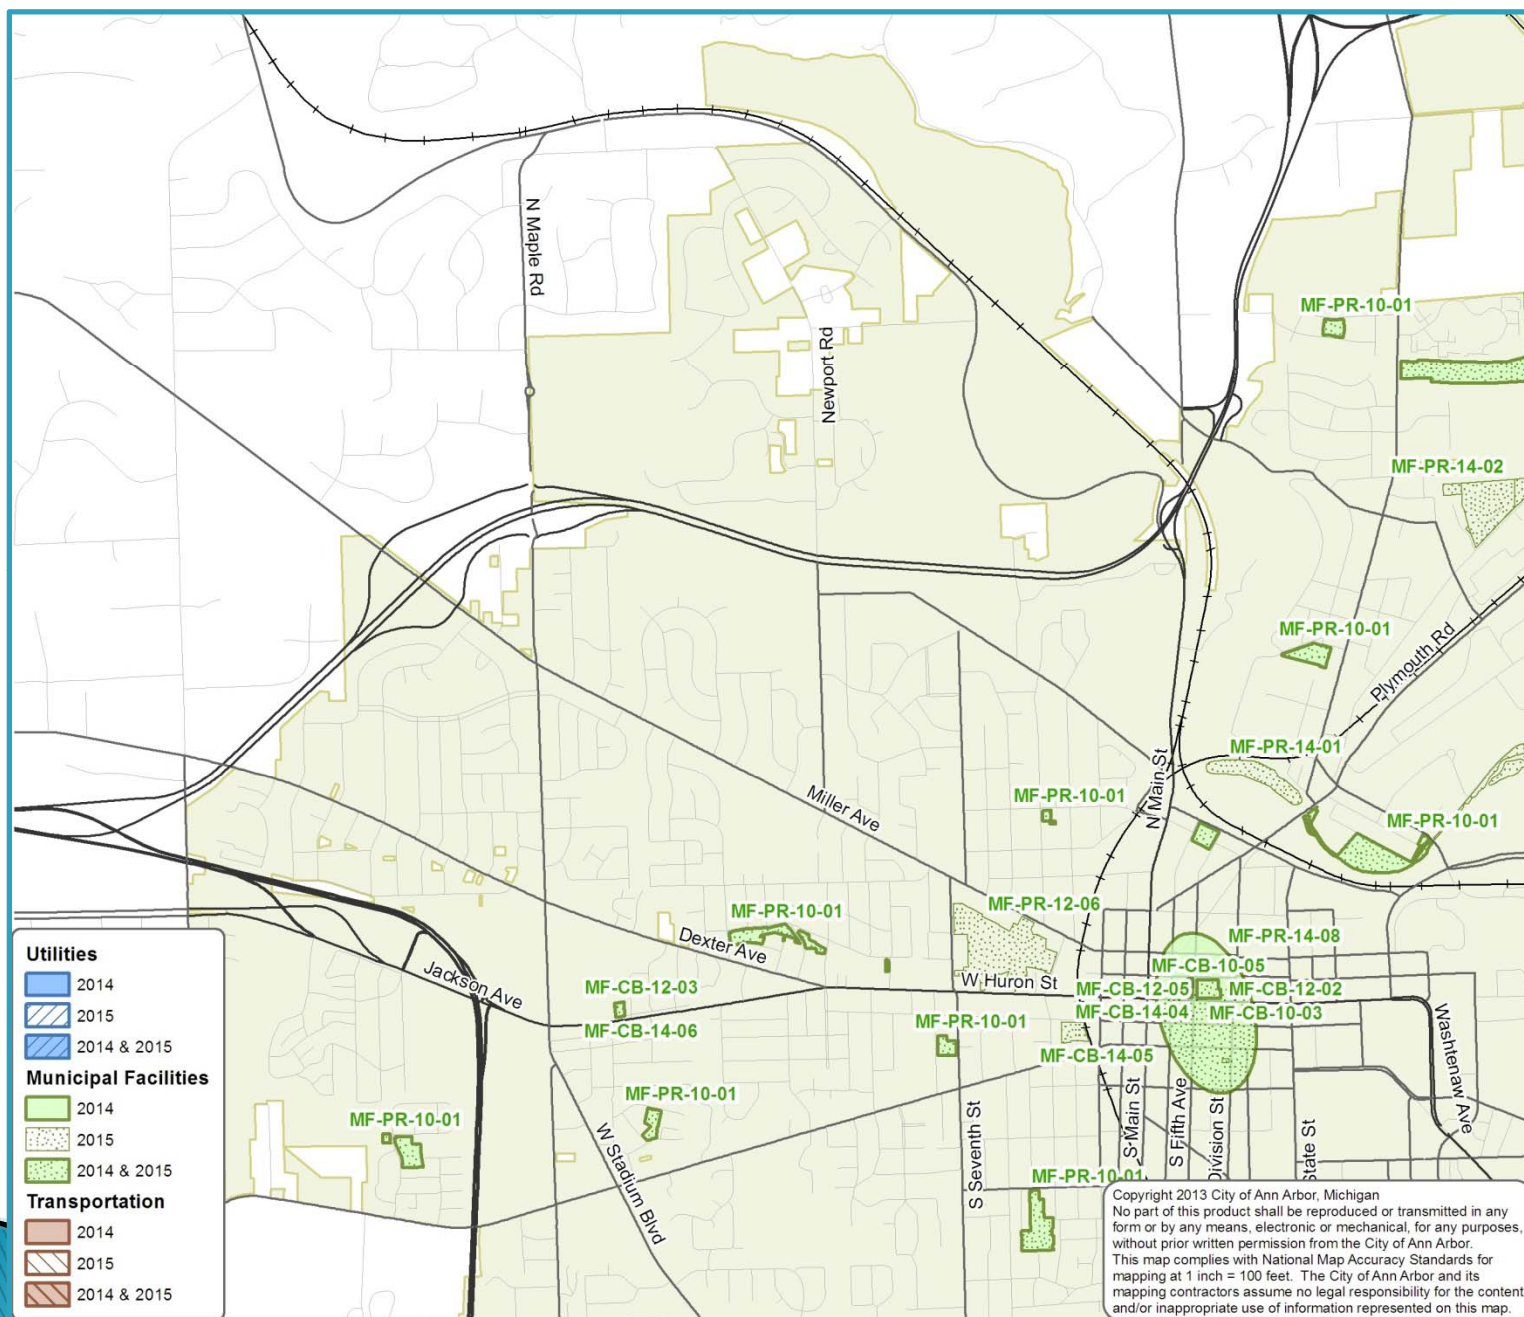 MF-PR-10-01
N Maple Rd
Newport Rd
MF-PR-14-02
MF-PR-10-01
Plymouth Rd
MF-PR-14-01
N Main St
Miller Ave
MF-PR-10-01
MF-PR-10-01
MF-PR-12-06
MF-PR-10-01
Dexter Ave
MF-PR-14-08
MF-CB-10-05
W Huron St
MF-CB-12-05
MF-CB-12-02
Jackson Ave
MF-CB-12-03
MF-CB-14-04
MF-CB-10-03
MF-CB-14-06
MF-PR-10-01
MF-CB-14-05
Washtenaw Ave
MF-PR-10-01
MF-PR-10-01
W Stadium Blvd
S Seventh St
S Main St
S Fifth Ave
Division St
State St
MF-PR-10-01
Utilities
2014
2015
2014 & 2015
Municipal Facilities
2014
2015
2014 & 2015
Transportation
2014
2015
2014 & 2015
Copyright 2013 City of Ann Arbor, Michigan
No part of this product shall be reproduced or transmitted in any
form or by any means, electronic or mechanical, for any purposes,
without prior written permission from the City of Ann Arbor.
This map complies with National Map Accuracy Standards for
mapping at 1 inch = 100 feet. The City of Ann Arbor and its
mapping contractors assume no legal responsibility for the content
and/or inappropriate use of information represented on this map.